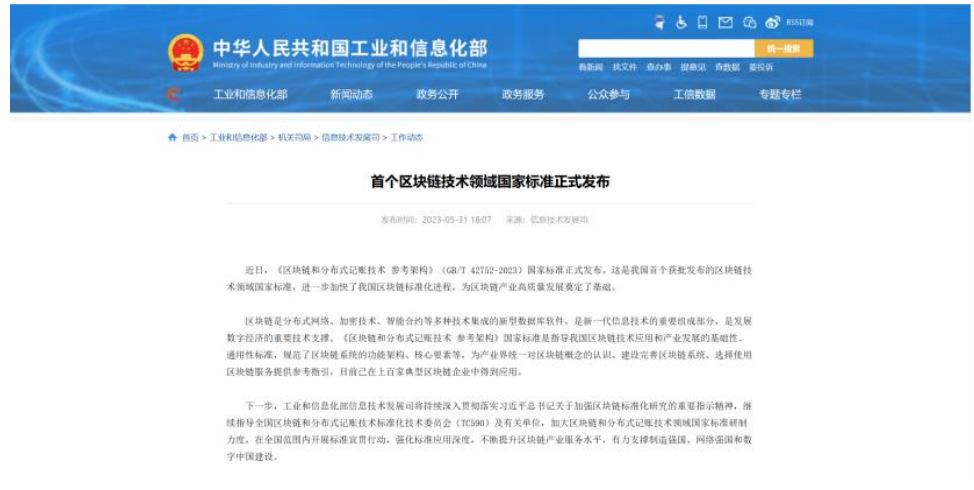 RSS订阅
中华人民共和国工业和信息化部
Ministry of Industry and Information Technology of the People's Republic of China
统一搜索
看新闻 找文件 查办事 提意见 查数据 要投诉
工业和信息化部 新闻动态 政务公开 政务服务 公众参与 工信数据 专题专栏
首页 > 工业和信息化部 > 机关司局 > 信息技术发展司 > 工作动态
首个区块链技术领域国家标准正式发布
发布时间：2023-05-31 18:07 来源：信息技术发展司
近日，《区块链和分布式记账技术 参考架构》（GB/T 42752-2023）国家标准正式发布。这是我国首个获批发布的区块链技
术领域国家标准，进一步加快了我国区块链标准化进程，为区块链产业高质量发展奠定了基础。
区块链是分布式网络、加密技术、智能合约等多种技术集成的新型数据库软件，是新一代信息技术的重要组成部分，是发展
数字经济的重要技术支撑。《区块链和分布式记账技术 参考架构》国家标准是指导我国区块链技术应用和产业发展的基础性、
通用性标准，规范了区块链系统的功能架构、核心要素等，为产业界统一对区块链概念的认识、建设完善区块链系统、选择使用
区块链服务提供参考指引，目前已在上百家典型区块链企业中得到应用。
下一步，工业和信息化部信息技术发展司将持续深入贯彻落实习近平总书记关于加强区块链标准化研究的重要指示精神，继
续指导全国区块链和分布式记账技术标准化技术委员会（TC590）及有关单位，加大区块链和分布式记账技术领域国家标准研制
力度，在全国范围内开展标准宣贯行动，强化标准应用深度，不断提升区块链产业服务水平，有力支撑制造强国、网络强国和数
字中国建设。